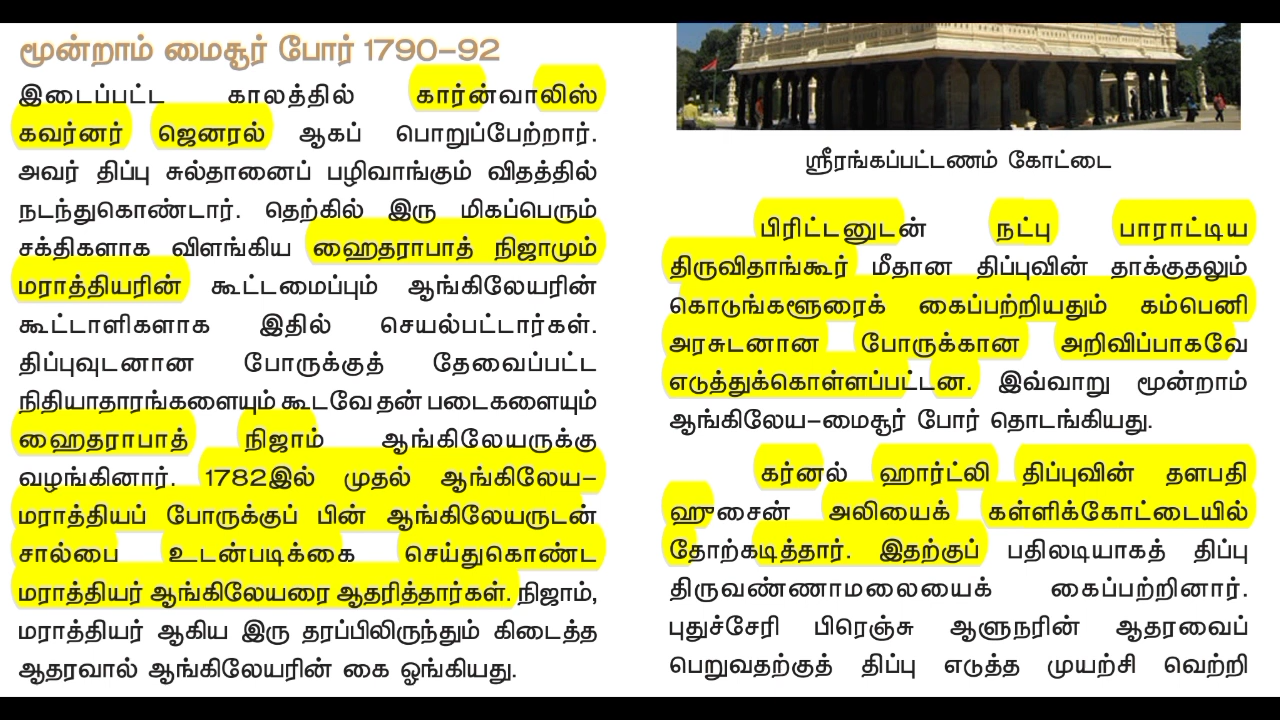 மூன்றாம் மைசூர் போர் 1790–92
இடைப்பட்ட காலத்தில் கார்ன்வாலிஸ்
கவர்னர் ஜெனரல் ஆகப் பொறுப்பேற்றார்.
அவர் திப்பு சுல்தானைப் பழிவாங்கும் விதத்தில்
நடந்துகொண்டார். தெற்கில் இரு மிகப்பெரும்
சக்திகளாக விளங்கிய ஹைதராபாத் நிஜாமும்
மராத்தியரின் கூட்டமைப்பும் ஆங்கிலேயரின்
கூட்டாளிகளாக இதில் செயல்பட்டார்கள்.
திப்புவுடனான போருக்குத் தேவைப்பட்ட
நிதியாதாரங்களையும் கூடவே தன் படைகளையும்
ஹைதராபாத் நிஜாம் ஆங்கிலேயருக்கு
வழங்கினார். 1782இல் முதல் ஆங்கிலேய–
மராத்தியப் போருக்குப் பின் ஆங்கிலேயருடன்
சால்பை உடன்படிக்கை செய்துகொண்ட
மராத்தியர் ஆங்கிலேயரை ஆதரித்தார்கள். நிஜாம்,
மராத்தியர் ஆகிய இரு தரப்பிலிருந்தும் கிடைத்த
ஆதரவால் ஆங்கிலேயரின் கை ஓங்கியது.
ஸ்ரீரங்கப்பட்டணம் கோட்டை
பிரிட்டனுடன் நட்பு பாராட்டிய
திருவிதாங்கூர் மீதான திப்புவின் தாக்குதலும்
கொடுங்களூரைக் கைப்பற்றியதும் கம்பெனி
அரசுடனான போருக்கான அறிவிப்பாகவே
எடுத்துக்கொள்ளப்பட்டன. இவ்வாறு மூன்றாம்
ஆங்கிலேய–மைசூர் போர் தொடங்கியது.
கர்னல் ஹார்ட்லி திப்புவின் தளபதி
ஹுசைன் அலியைக் கள்ளிக்கோட்டையில்
தோற்கடித்தார். இதற்குப் பதிலடியாகத் திப்பு
திருவண்ணாமலையைக் கைப்பற்றினார்.
புதுச்சேரி பிரெஞ்சு ஆளுநரின் ஆதரவைப்
பெறுவதற்குத் திப்பு எடுத்த முயற்சி வெற்றி